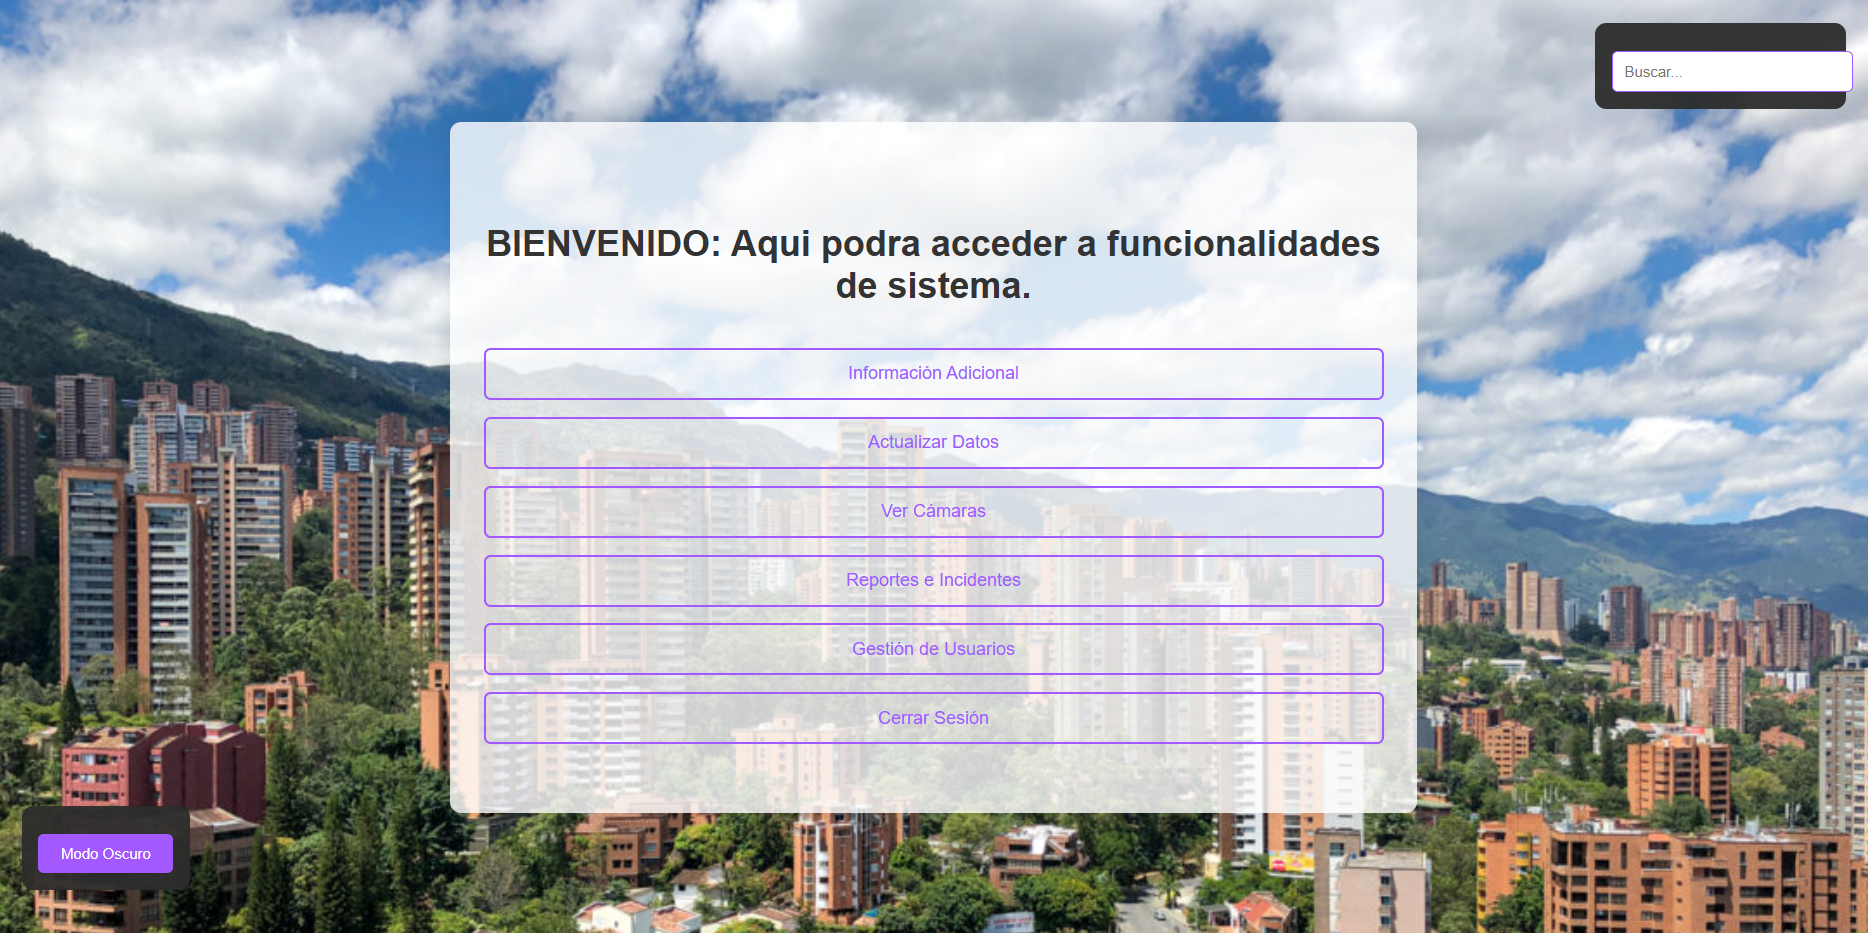 Buscar...
BIENVENIDO: Aqui podra acceder a funcionalidades
de sistema.
Información Adicional
Actualizar Datos
Ver Cámaras
Reportes e Incidentes
Gestión de Usuarios
Cerrar Sesión
Modo Oscuro